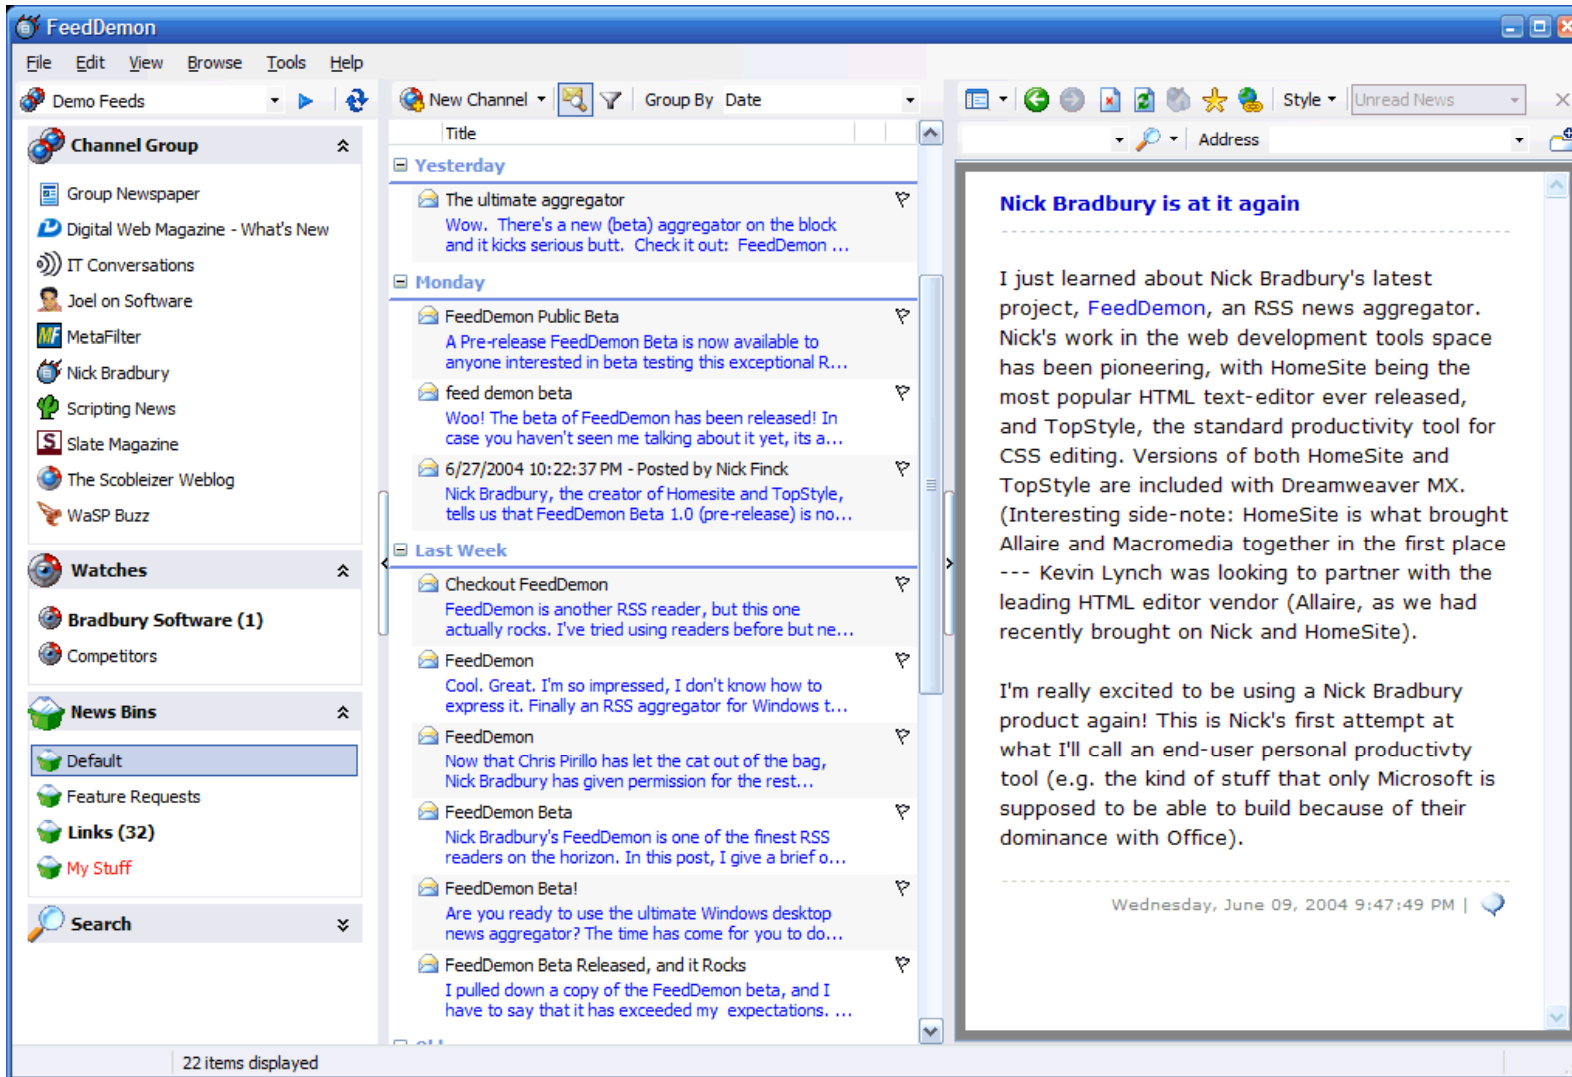 FeedDemon
File Edit View Browse Tools Help
Demo Feeds
Channel Group
Group Newspaper
Digital Web Magazine - What's New
IT Conversations
Joel on Software
MetaFilter
Nick Bradbury
Scripting News
Slate Magazine
The Scobleizer Weblog
WaSP Buzz
Watches
Bradbury Software (1)
Competitors
News Bins
Default
Feature Requests
Links (32)
My Stuff
Search
New Channel Group By Date
Title
Yesterday
The ultimate aggregator
Wow. There's a new (beta) aggregator on the block
and it kicks serious butt. Check it out: FeedDemon ...
Monday
FeedDemon Public Beta
A Pre-release FeedDemon Beta is now available to
anyone interested in beta testing this exceptional R...
feed demon beta
Woo! The beta of FeedDemon has been released! In
case you haven't seen me talking about it yet, its a...
6/27/2004 10:22:37 PM - Posted by Nick Finck
Nick Bradbury, the creator of Homesite and TopStyle,
tells us that FeedDemon Beta 1.0 (pre-release) is no...
Last Week
Checkout FeedDemon
FeedDemon is another RSS reader, but this one
actually rocks. I've tried using readers before but ne...
FeedDemon
Cool. Great. I'm so impressed, I don't know how to
express it. Finally an RSS aggregator for Windows t...
FeedDemon
Now that Chris Pirillo has let the cat out of the bag,
Nick Bradbury has given permission for the rest...
FeedDemon Beta
Nick Bradbury's FeedDemon is one of the finest RSS
readers on the horizon. In this post, I give a brief o...
FeedDemon Beta!
Are you ready to use the ultimate Windows desktop
news aggregator? The time has come for you to do...
FeedDemon Beta Released, and it Rocks
I pulled down a copy of the FeedDemon beta, and I
have to say that it has exceeded my expectations. ...
Style Unread News
Address
Nick Bradbury is at it again
I just learned about Nick Bradbury's latest
project, FeedDemon, an RSS news aggregator.
Nick's work in the web development tools space
has been pioneering, with HomeSite being the
most popular HTML text-editor ever released,
and TopStyle, the standard productivity tool for
CSS editing. Versions of both HomeSite and
TopStyle are included with Dreamweaver MX.
(Interesting side-note: HomeSite is what brought
Allaire and Macromedia together in the first place
--- Kevin Lynch was looking to partner with the
leading HTML editor vendor (Allaire, as we had
recently brought on Nick and HomeSite).
I'm really excited to be using a Nick Bradbury
product again! This is Nick's first attempt at
what I'll call an end-user personal productivty
tool (e.g. the kind of stuff that only Microsoft is
supposed to be able to build because of their
dominance with Office).
Wednesday, June 09, 2004 9:47:49 PM |
22 items displayed